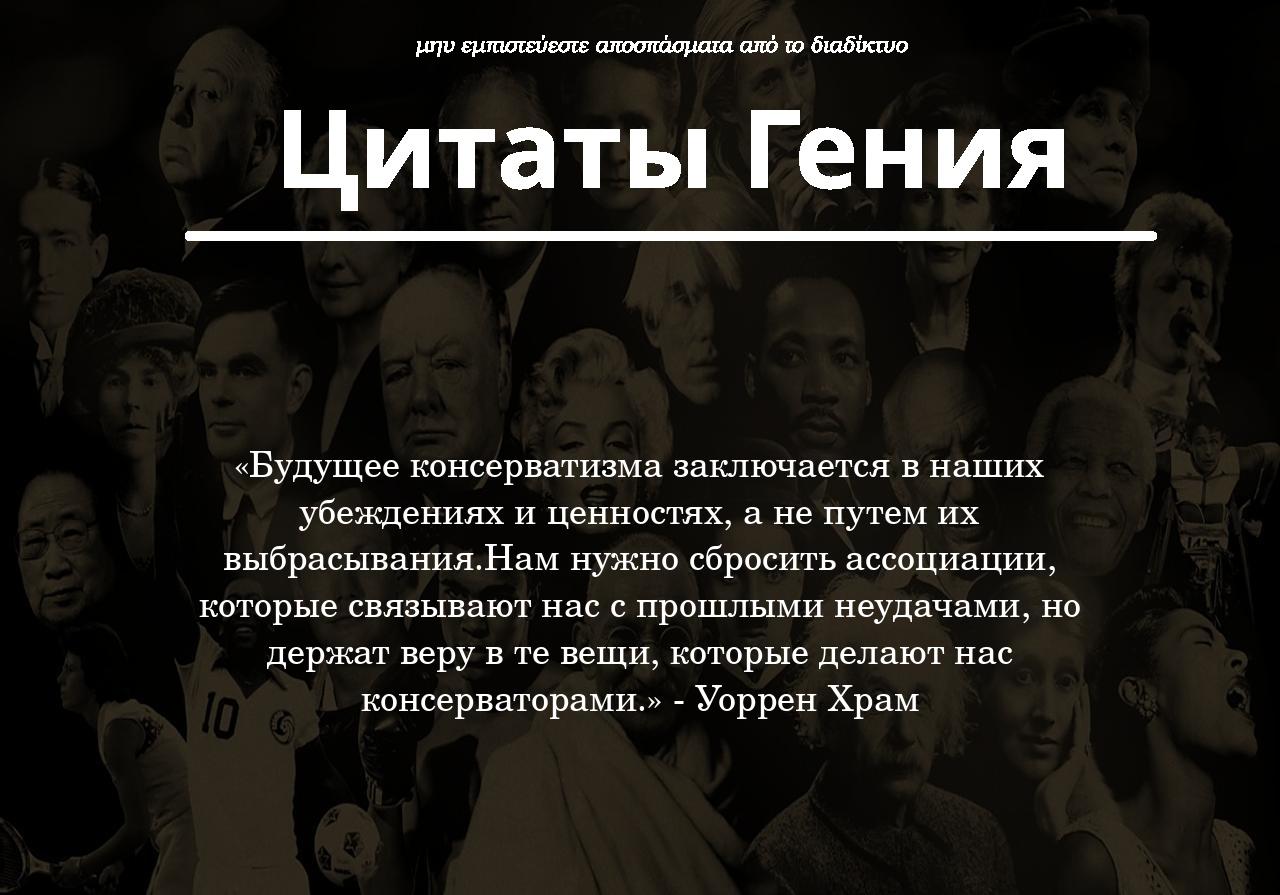 μην εμπιστεύεστε αποσπάσματα από το διαδίκτυο
Цитаты Гения
«Будущее консерватизма заключается в наших
убеждениях и ценностях, а не путем их
выбрасывания.Нам нужно сбросить ассоциации,
которые связывают нас с прошлыми неудачами, но
держат веру в те вещи, которые делают нас
консерваторами.» - Уоррен Храм
10